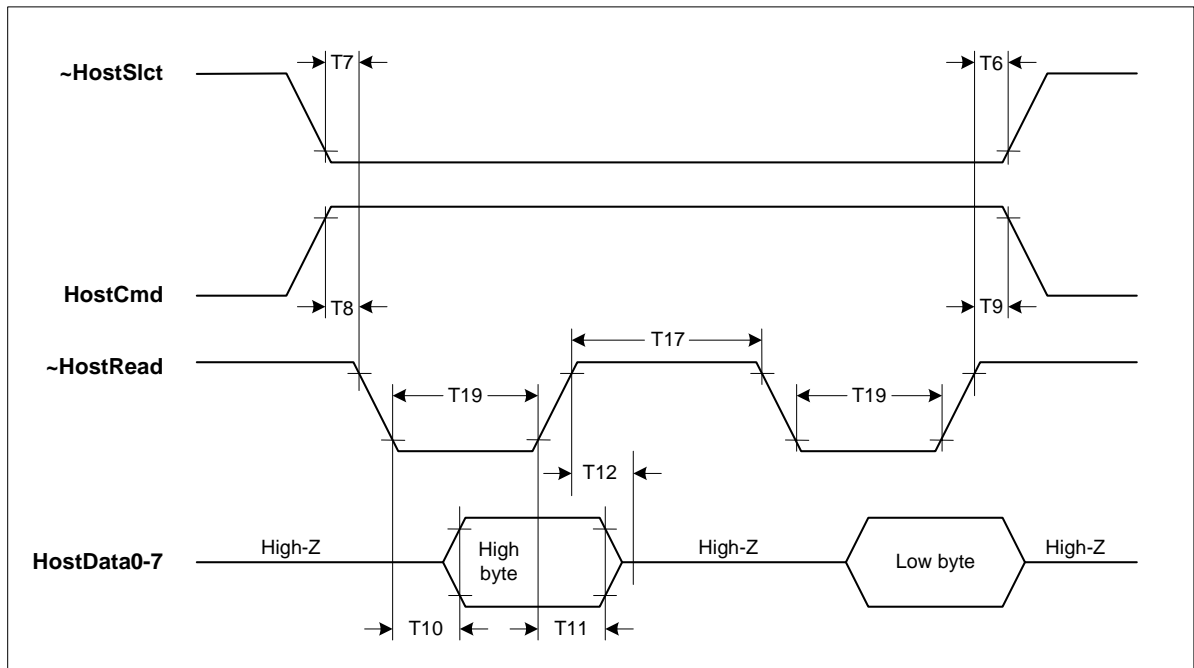 T7
T6
~HostSlct
HostCmd
T8
T9
T17
~HostRead
T19
T19
T12
High-Z
High
byte
High-Z
Low byte
High-Z
HostData0-7
T10
T11